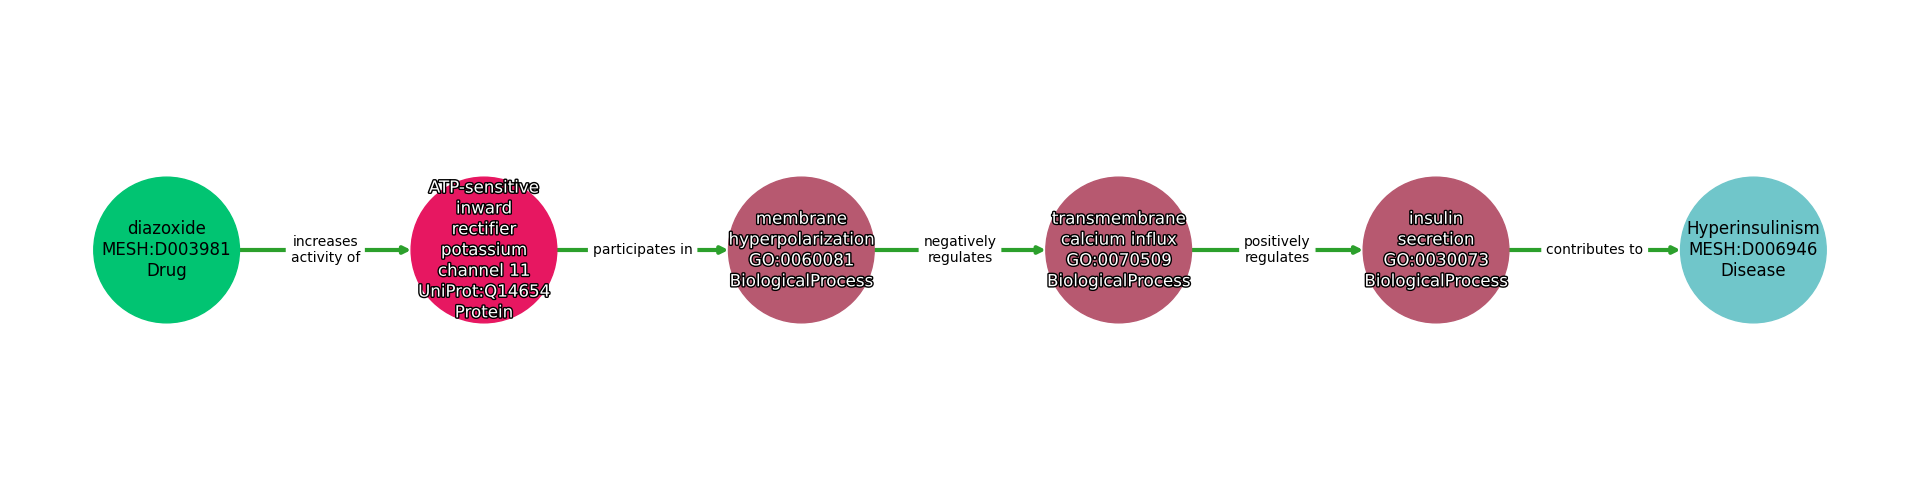 diazoxide
MESH:D003981
Drug
increases
activity of
ATP-sensitive
inward
rectifier
potassium
channel 11
UniProt:Q14654
Protein
participates in
membrane
hyperpolarization
GO:0060081
BiologicalProcess
negatively
regulates
transmembrane
calcium influx
GO:0070509
BiologicalProcess
positively
regulates
insulin
secretion
GO:0030073
BiologicalProcess
contributes to
Hyperinsulinism
MESH:D006946
Disease